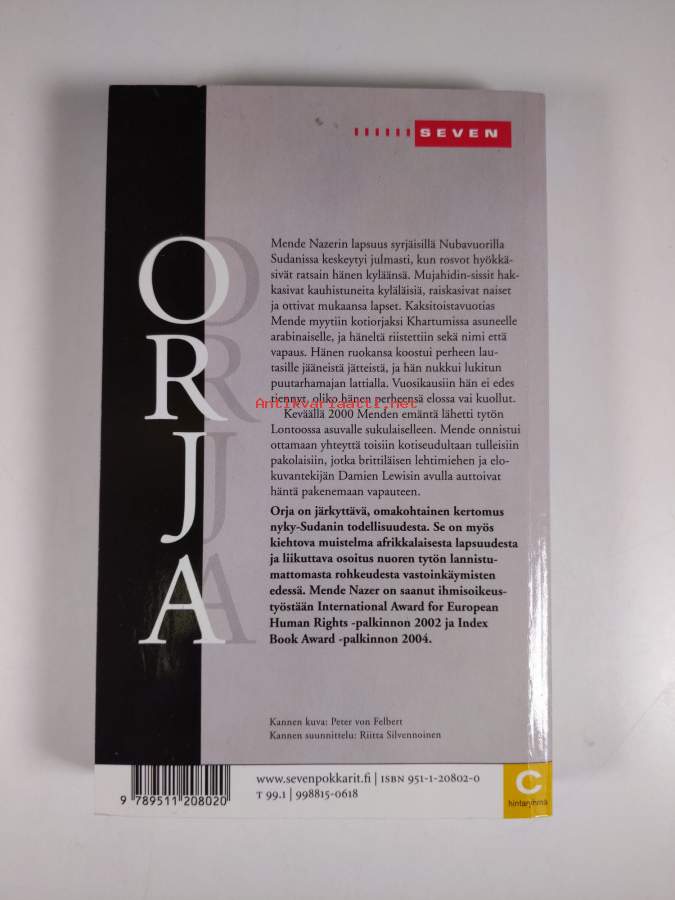 SEVEN
ORJA
Mende Nazerin lapsuus syrjäisillä Nubavuorilla
Sudanissa keskeytyi julmasti, kun rosvot hyökkä-
sivät ratsain hänen kyläänsä. Mujahidin-sissit hak-
kasivat kauhistuneita kyläläisiä, raiskasivat naiset
ja ottivat mukaansa lapset. Kaksitoistavuotias
Mende myytiin kotiorjaksi Khartumissa asuneelle
arabinaiselle, ja häneltä riistettiin sekä nimi että
vapaus. Hänen ruokansa koostui perheen lau-
tasille jääneistä jätteistä, ja hän nukkui lukitun
puutarhamajan lattialla. Vuosikausiin hän ei edes
tiennyt, oliko hänen perheensä elossa vai kuollut.
Antikvariaatti.net
Keväällä 2000 Menden emäntä lähetti tytön
Lontoossa asuvalle sukulaiselleen. Mende onnistui
ottamaan yhteyttä toisiin kotiseudultaan tulleisiin
pakolaisiin, jotka brittiläisen lehtimiehen ja elo-
kuvantekijän Damien Lewisin avulla auttoivat
häntä pakenemaan vapauteen.
Orja on järkyttävä, omakohtainen kertomus
nyky-Sudanin todellisuudesta. Se on myös
kiehtova muistelma afrikkalaisesta lapsuudesta
ja liikuttava osoitus nuoren tytön lannistu-
mattomasta rohkeudesta vastoinkäymisten
edessä. Mende Nazer on saanut ihmisoikeus-
työstään International Award for European
Human Rights -palkinnon 2002 ja Index
Book Award -palkinnon 2004.
Kannen kuva: Peter von Felbert
Kannen suunnittelu: Riitta Silvennoinen
www.sevenpokkarit.fi | ISBN 951-1-20802-0
T 99.1 | 998815-0618
9 789511 208020
C
hintaryhmä